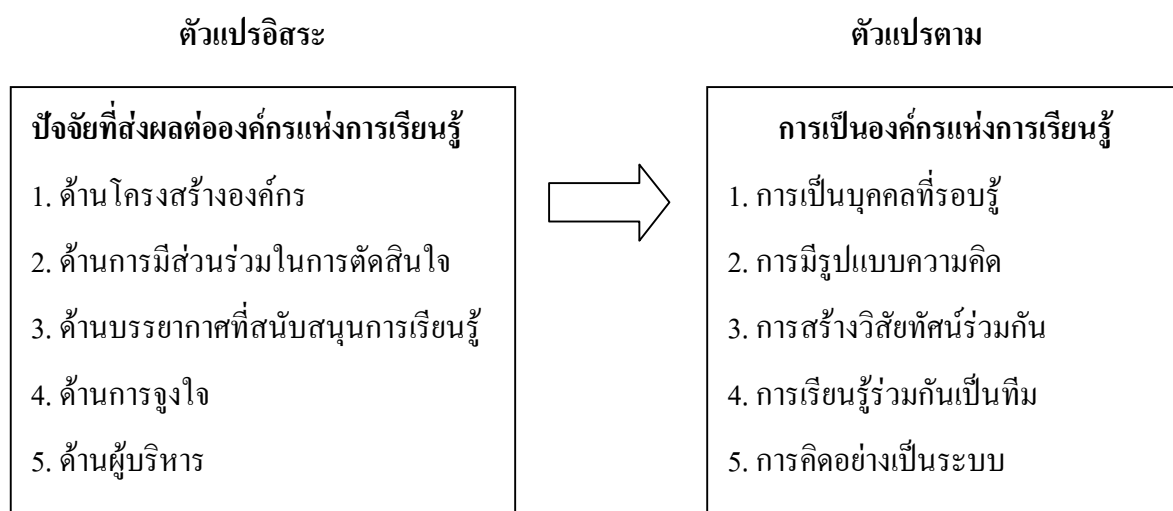 ตัวแปรอิสระ
ปัจจัยที่ส่งผลต่อองค์กรแห่งการเรียนรู้
1. ด้านโครงสร้างองค์กร
2. ด้านการมีส่วนร่วมในการตัดสินใจ
3. ด้านบรรยากาศที่สนับสนุนการเรียนรู้
4. ด้านการจูงใจ
5. ด้านผู้บริหาร
ตัวแปรตาม
การเป็นองค์กรแห่งการเรียนรู้
1. การเป็นบุคคลที่รอบรู้
2. การมีรูปแบบความคิด
3. การสร้างวิสัยทัศน์ร่วมกัน
4. การเรียนรู้ร่วมกันเป็นทีม
5. การคิดอย่างเป็นระบบ